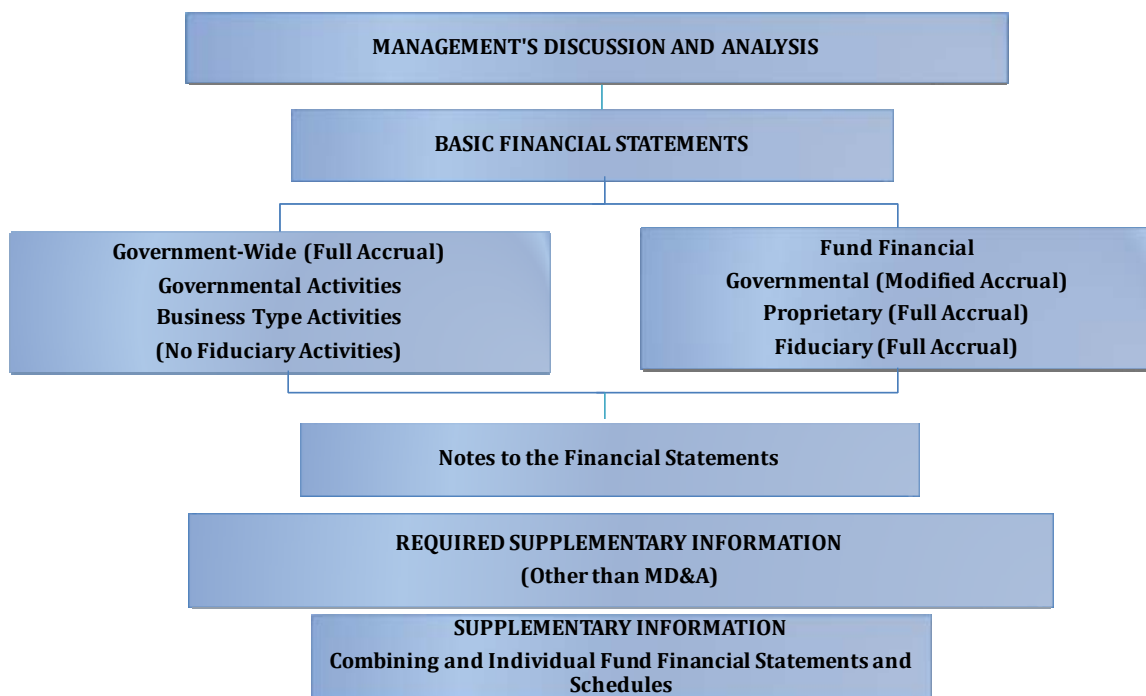 MANAGEMENT'S DISCUSSION AND ANALYSIS
BASIC FINANCIAL STATEMENTS
Government-Wide (Full Accrual)
Governmental Activities
Business Type Activities
(No Fiduciary Activities)
Fund Financial
Governmental (Modified Accrual)
Proprietary (Full Accrual)
Fiduciary (Full Accrual)
Notes to the Financial Statements
REQUIRED SUPPLEMENTARY INFORMATION
(Other than MD&A)
SUPPLEMENTARY INFORMATION
Combining and Individual Fund Financial Statements and
Schedules